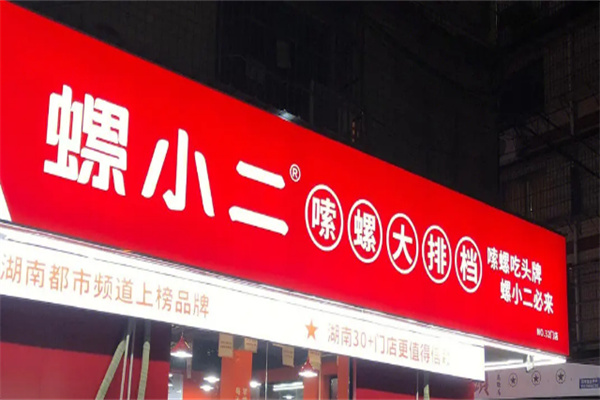 螺小二®
嗦螺大排档
嗦螺吃头牌
螺小二必来
湖南都市频道上榜品牌
★ 湖南30+门店更值得信